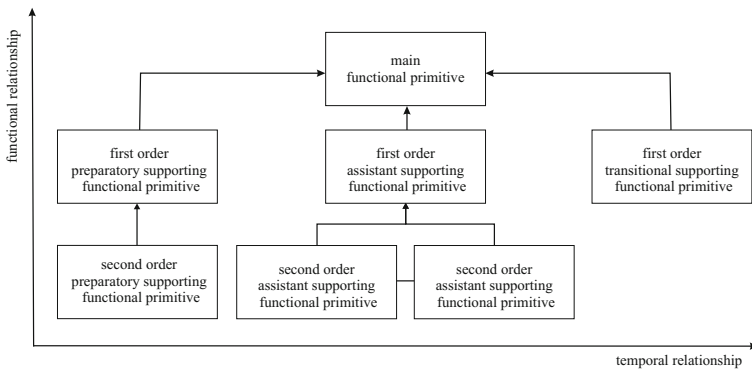 functional relationship
main
functional primitive
first order
preparatory supporting
functional primitive
first order
assistant supporting
functional primitive
first order
transitional supporting
functional primitive
second order
preparatory supporting
functional primitive
second order
assistant supporting
functional primitive
second order
assistant supporting
functional primitive
temporal relationship